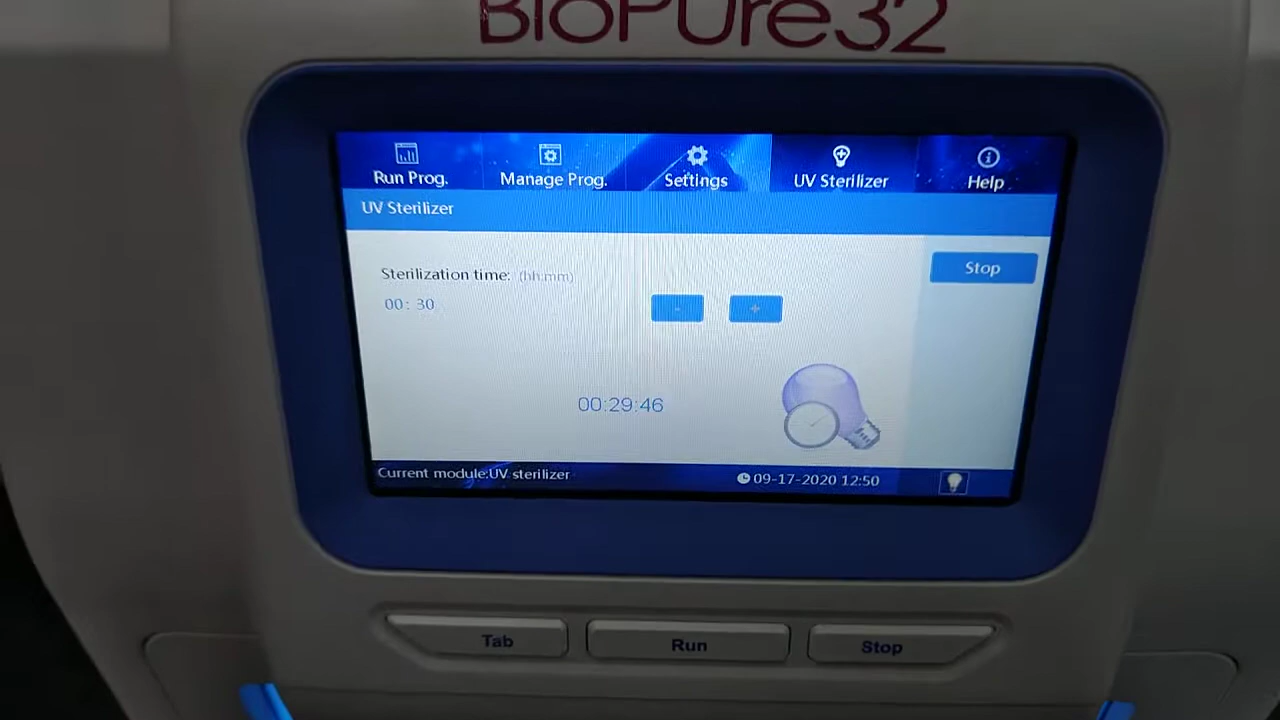 BioPure32
Run Prog. Manage Prog. Settings UV Sterilizer Help
UV Sterilizer
Sterilization time: (hh:mm)
Stop
00: 30
- +
00:29:46
Current module:UV sterilizer 09-17-2020 12:50
Tab Run Stop